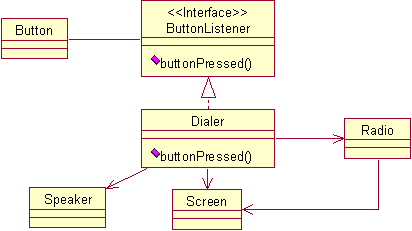 <<Interface>>
Button
ButtonListener
buttonPressed()
Dialer
Radio
buttonPressed()
Speaker
Screen